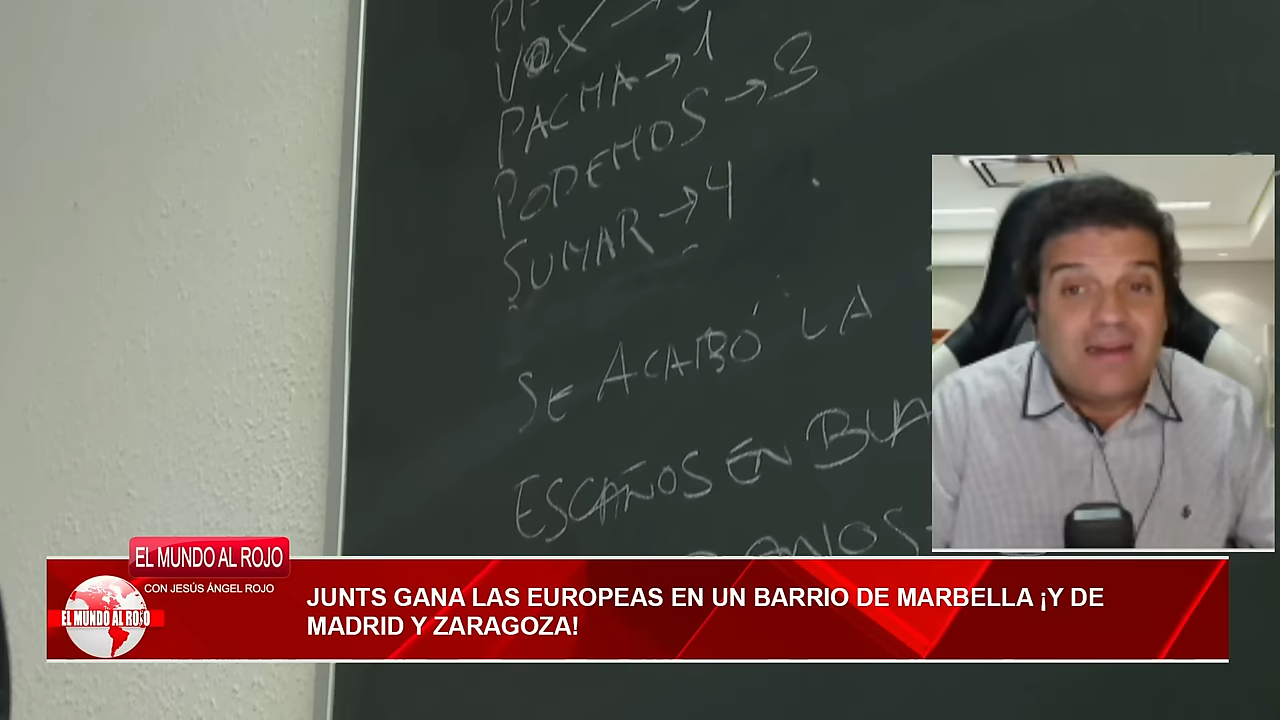 PP
VOX →
PACMA → 1
PODEMOS → 3
SUMAR → 4
SE ACABÓ LA
ESCAÑOS EN
EL MUNDO AL ROJO
CON JESÚS ÁNGEL ROJO
EL MUNDO AL ROJO
JUNTS GANA LAS EUROPEAS EN UN BARRIO DE MARBELLA ¡Y DE
MADRID Y ZARAGOZA!